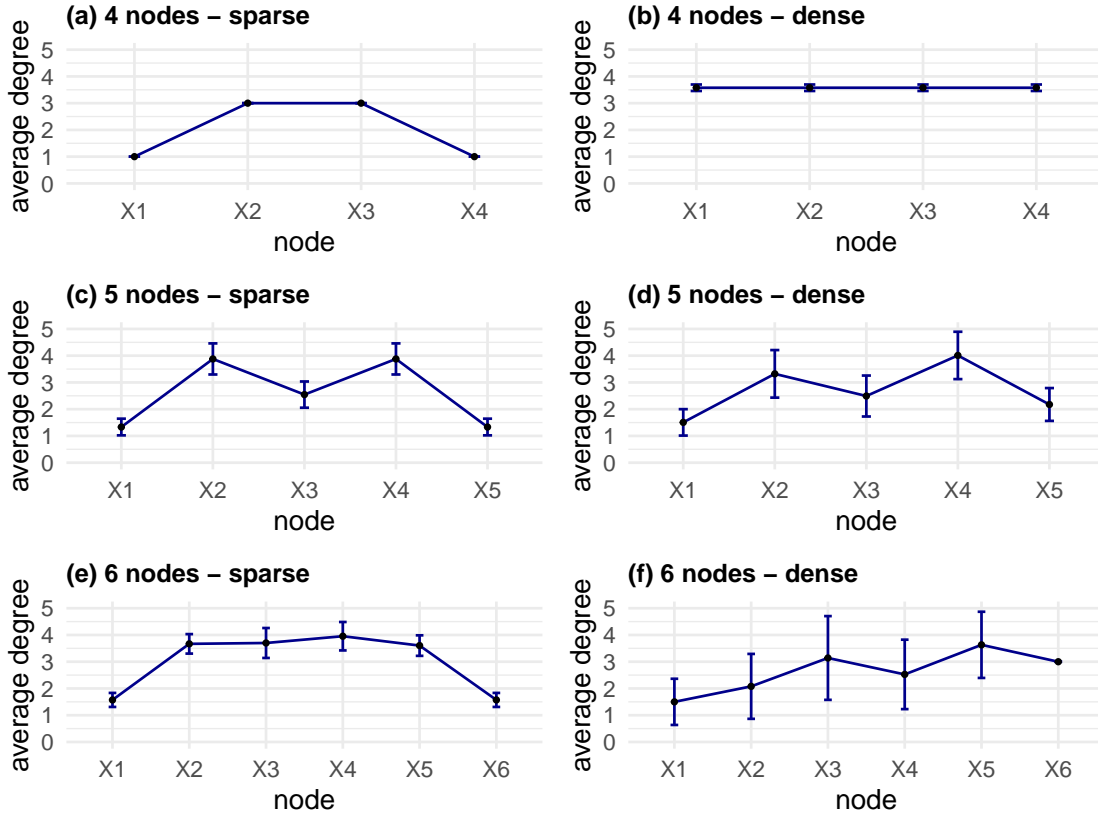 (a) 4 nodes – sparse
average degree
5
4
3
2
1
0
X1 X2 X3 X4
node
(b) 4 nodes – dense
average degree
5
4
3
2
1
0
X1 X2 X3 X4
node
(c) 5 nodes – sparse
average degree
5
4
3
2
1
0
X1 X2 X3 X4 X5
node
(d) 5 nodes – dense
average degree
5
4
3
2
1
0
X1 X2 X3 X4 X5
node
(e) 6 nodes – sparse
average degree
5
4
3
2
1
0
X1 X2 X3 X4 X5 X6
node
(f) 6 nodes – dense
average degree
5
4
3
2
1
0
X1 X2 X3 X4 X5 X6
node